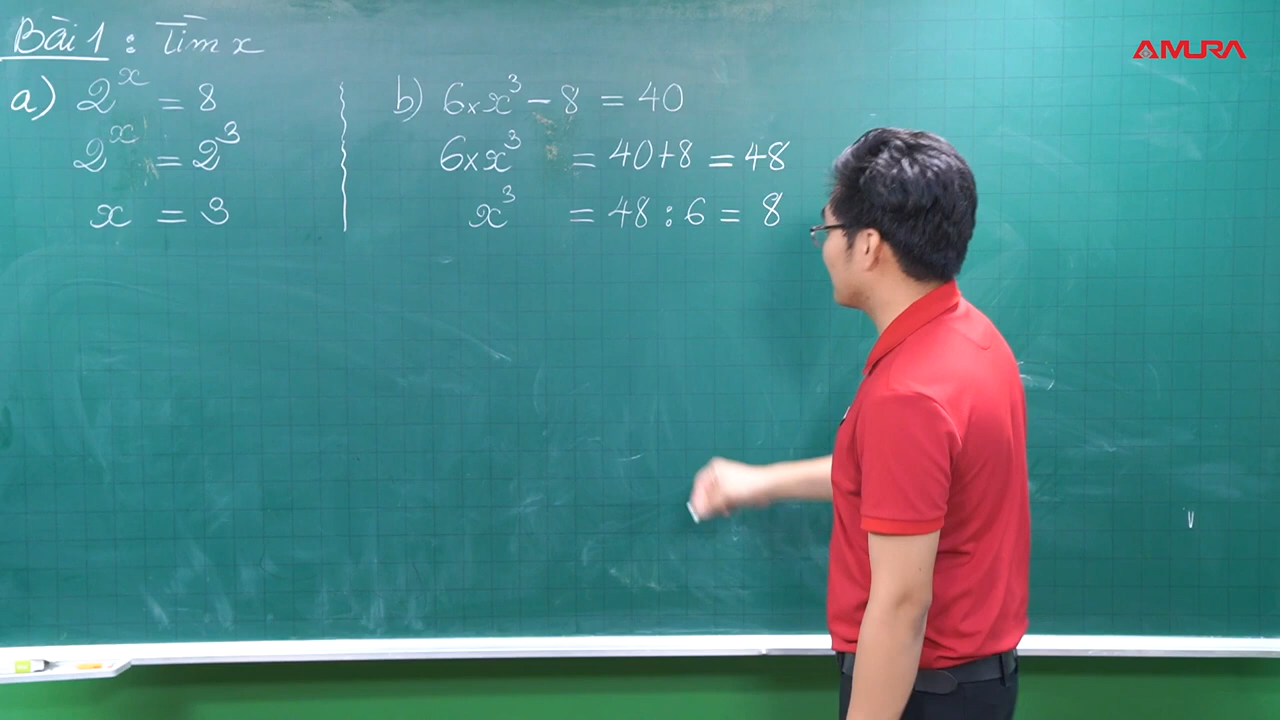 Bài 1 : Tìm x
a) 2^x = 8
2^x = 2^3
x = 3
b) 6 × x^3 - 8 = 40
6 × x^3 = 40 + 8 = 48
x^3 = 48 : 6 = 8
AMURA